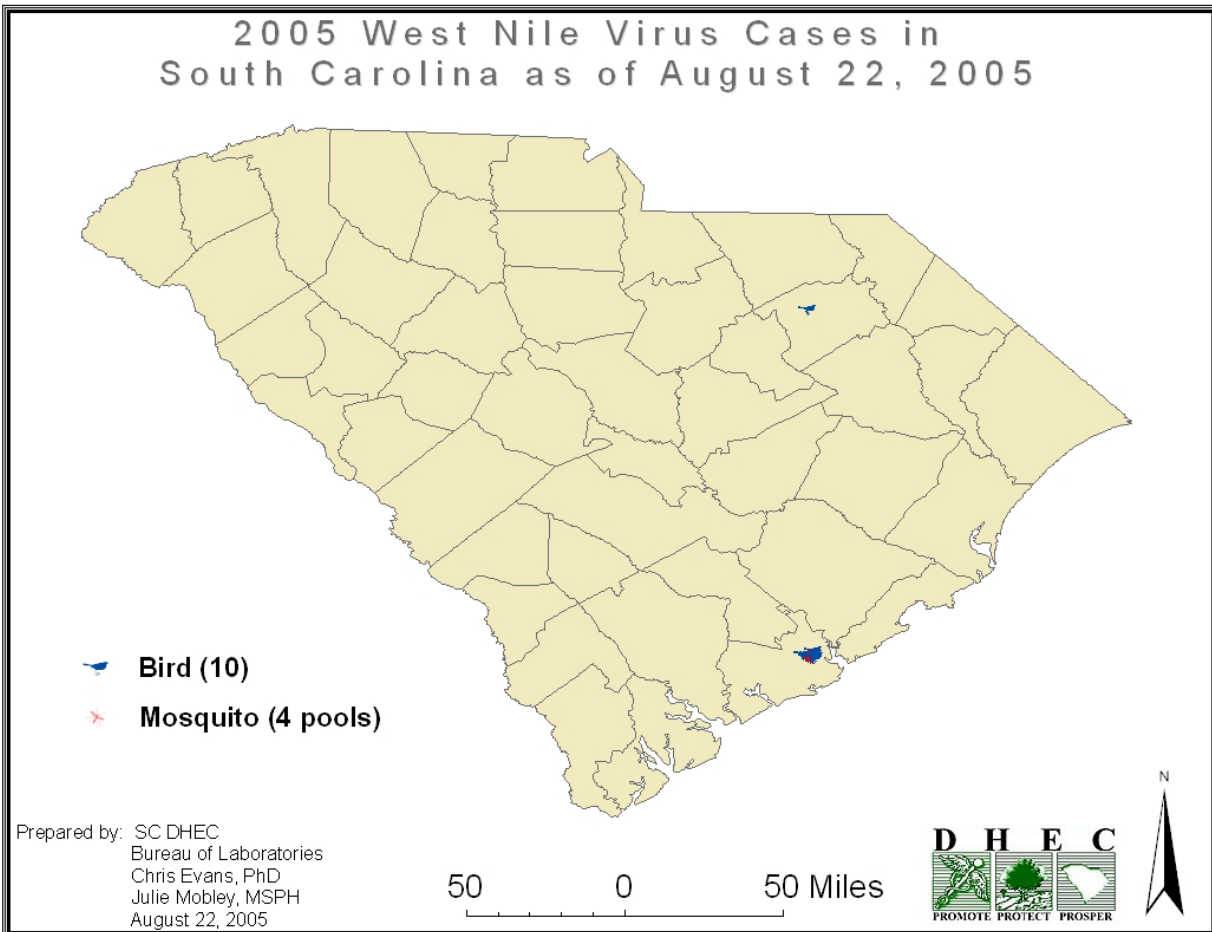 2005 West Nile Virus Cases in
South Carolina as of August 22, 2005
Bird (10)
Mosquito (4 pools)
Prepared by: SC DHEC
Bureau of Laboratories
Chris Evans, PhD
Julie Mobley, MSPH
August 22, 2005
50 0 50 Miles
D H E C
PROMOTE PROTECT PROSPER
N